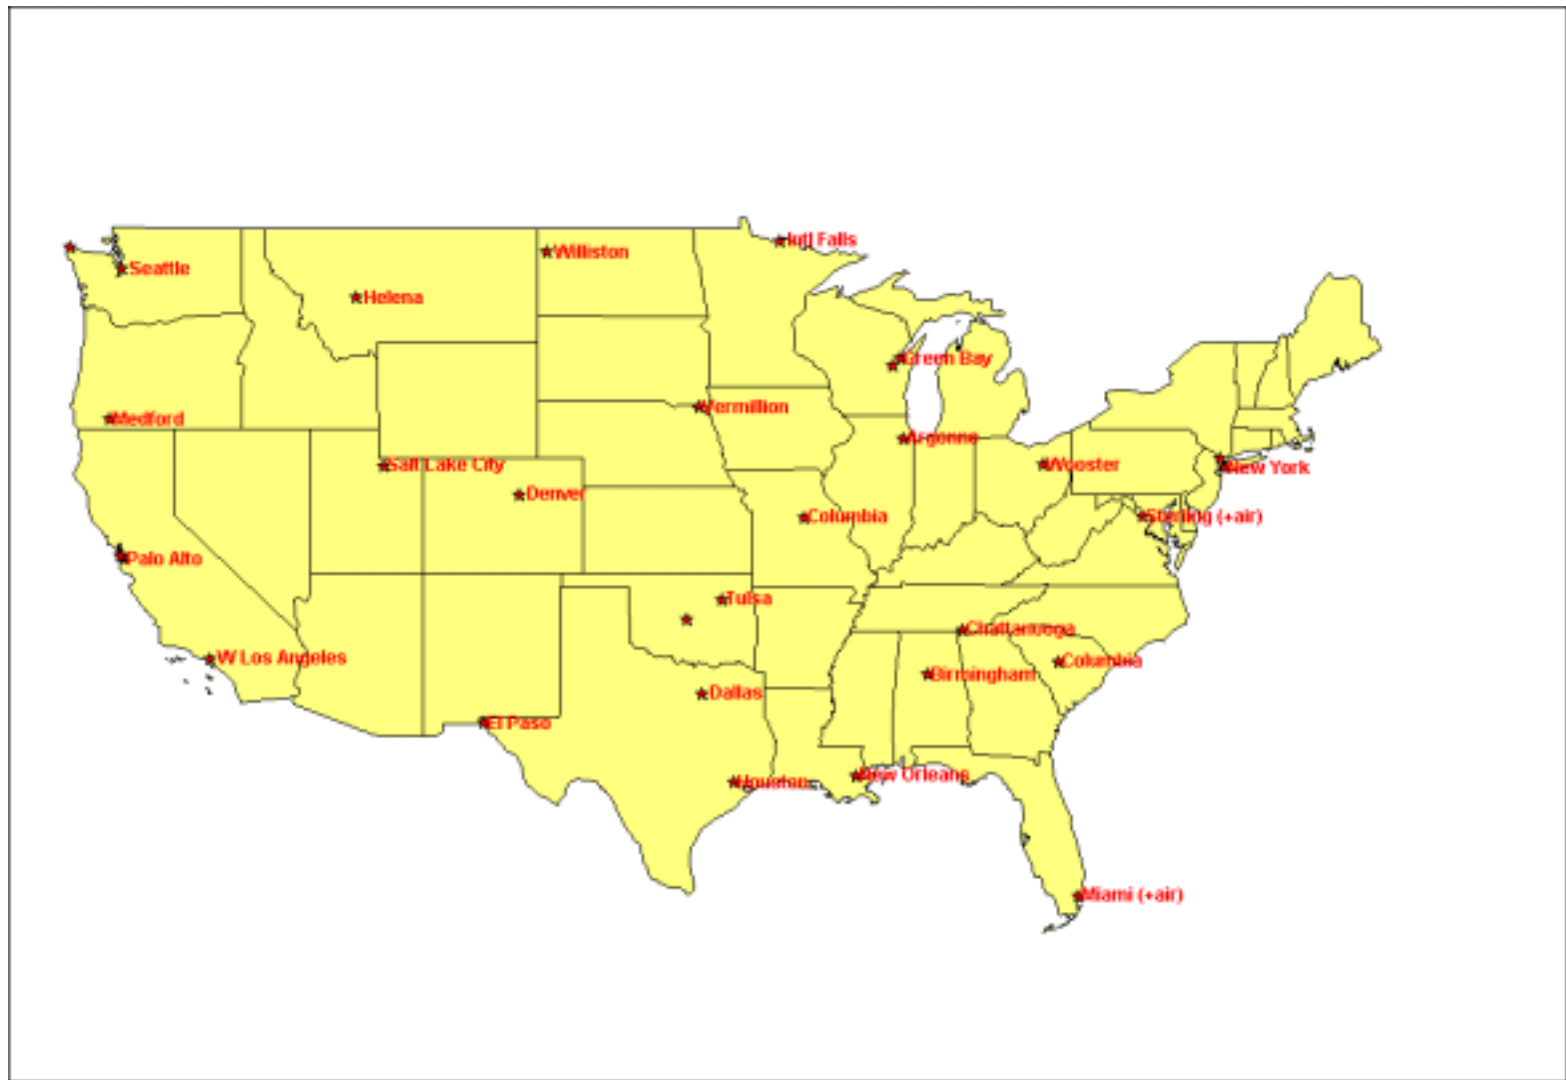 Intl Falls
Williston
Seattle
Helena
Green Bay
Vermillion
Medford
Argonne
Salt Lake City
Wooster
New York
Denver
Columbia
Sterling (+air)
Palo Alto
Tulsa
Chattanooga
W Los Angeles
Columbia
Birmingham
Dallas
El Paso
New Orleans
Houston
Miami (+air)